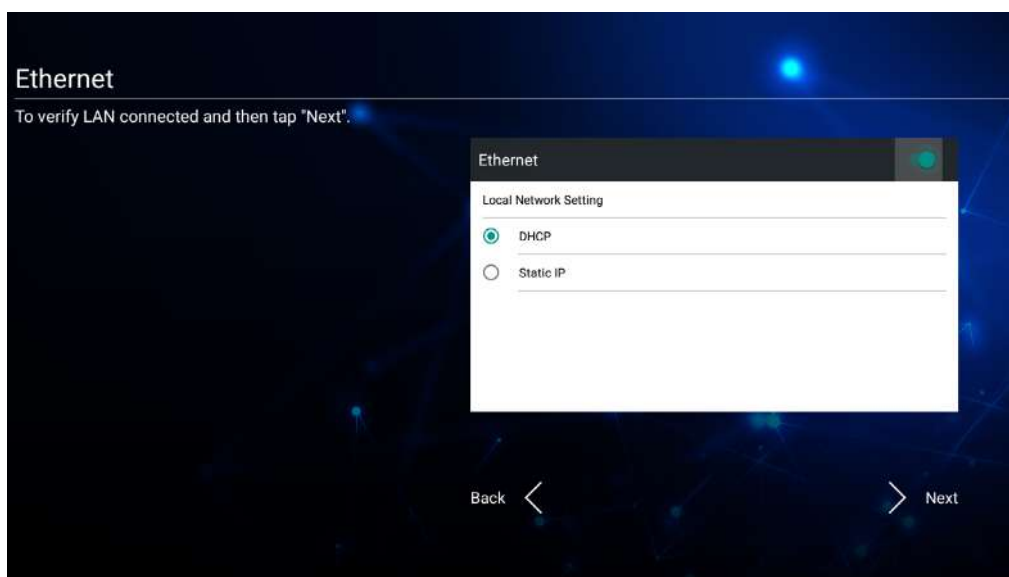 Ethernet
To verify LAN connected and then tap "Next".
Ethernet
Local Network Setting
DHCP
Static IP
Back
Next